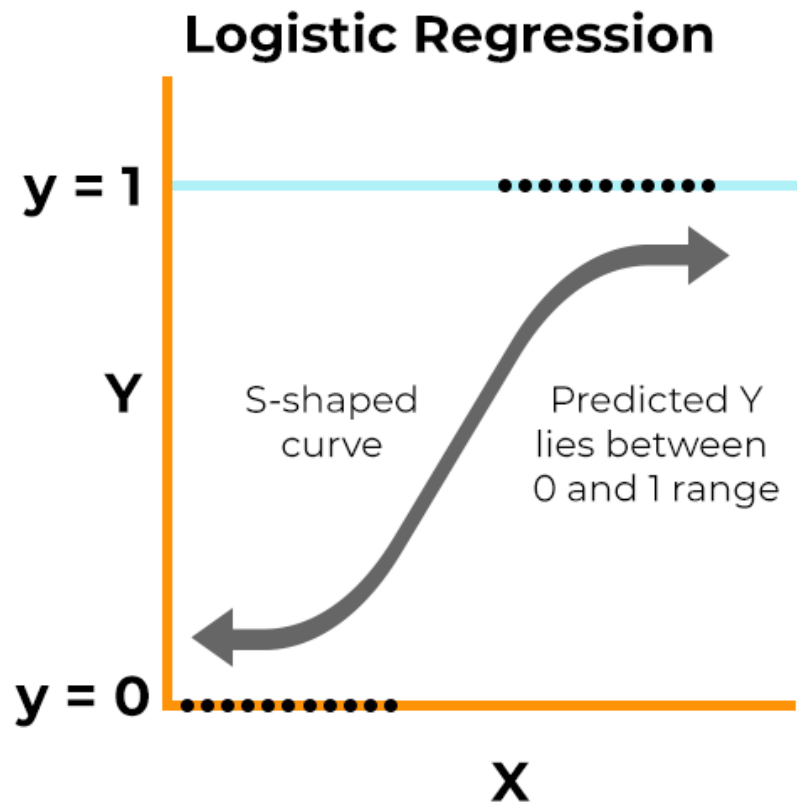 Logistic Regression
y = 1
Y
S-shaped
curve
Predicted Y
lies between
0 and 1 range
y = 0
X